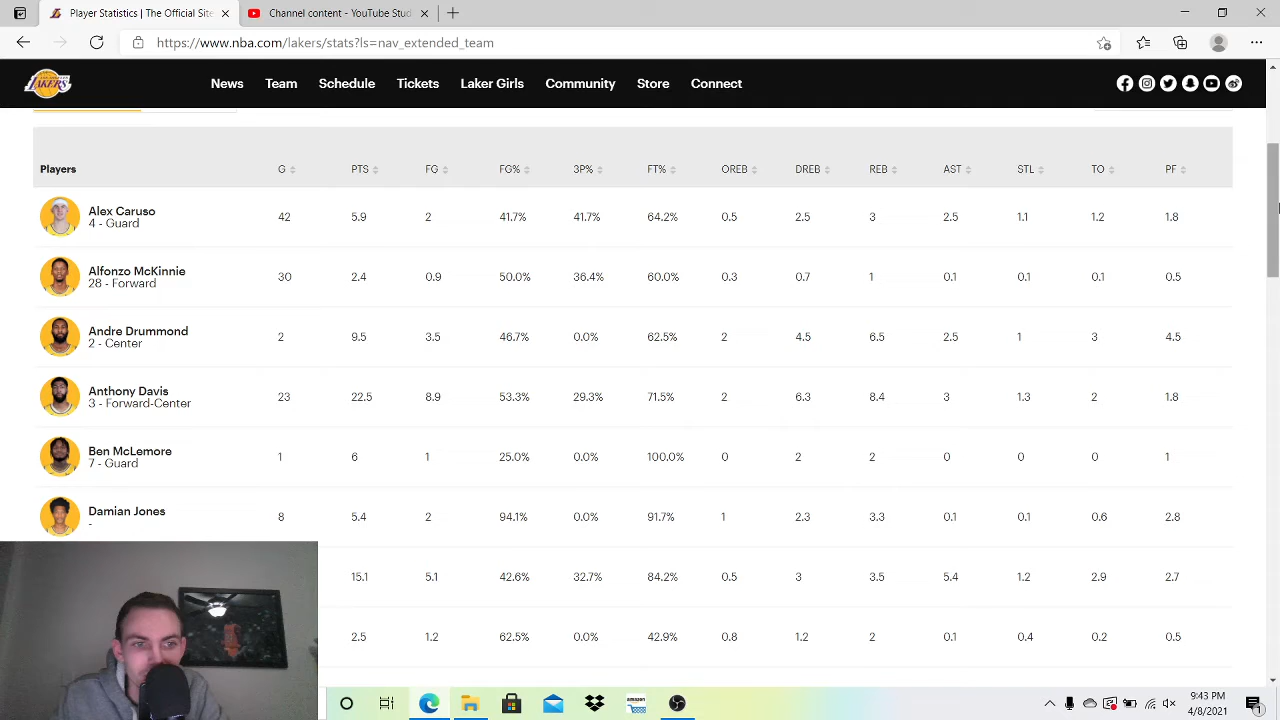 Player Stats | Los Angeles
Channel content - YouTube Stud
https://www.nba.com/lakers/stats?ls=nav_extended_team
LOS ANGELES
LAKERS
News Team Schedule Tickets Laker Girls Community Store Connect
Players G PTS FG FG% 3P% FT% OREB DREB REB AST STL TO PF
Alex Caruso
4 - Guard
42 5.9 2 41.7% 41.7% 64.2% 0.5 2.5 3 2.5 1.1 1.2 1.8
Alfonzo McKinnie
28 - Forward
30 2.4 0.9 50.0% 36.4% 60.0% 0.3 0.7 1 0.1 0.1 0.1 0.5
Andre Drummond
2 - Center
2 9.5 3.5 46.7% 0.0% 62.5% 2 4.5 6.5 2.5 1 3 4.5
Anthony Davis
3 - Forward-Center
23 22.5 8.9 53.3% 29.3% 71.5% 2 6.3 8.4 3 1.3 2 1.8
Ben McLemore
7 - Guard
1 6 1 25.0% 0.0% 100.0% 0 2 2 0 0 0 1
Damian Jones
-
8 5.4 2 94.1% 0.0% 91.7% 1 2.3 3.3 0.1 0.1 0.6 2.8
15.1 5.1 42.6% 32.7% 84.2% 0.5 3 3.5 5.4 1.2 2.9 2.7
2.5 1.2 62.5% 0.0% 42.9% 0.8 1.2 2 0.1 0.4 0.2 0.5
amazon
9:43 PM
4/8/2021
1